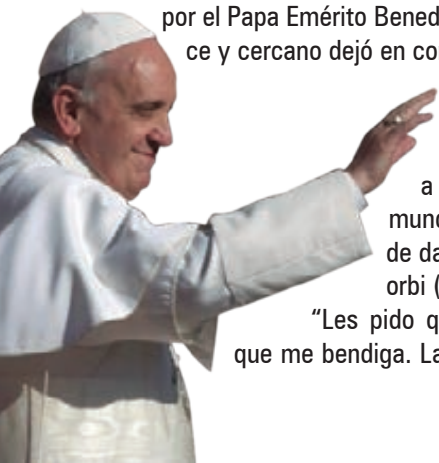 por el Papa Emérito Bened
ce y cercano dejó en co
a
mund
de da
orbi (
“Les pido q
que me bendiga. La